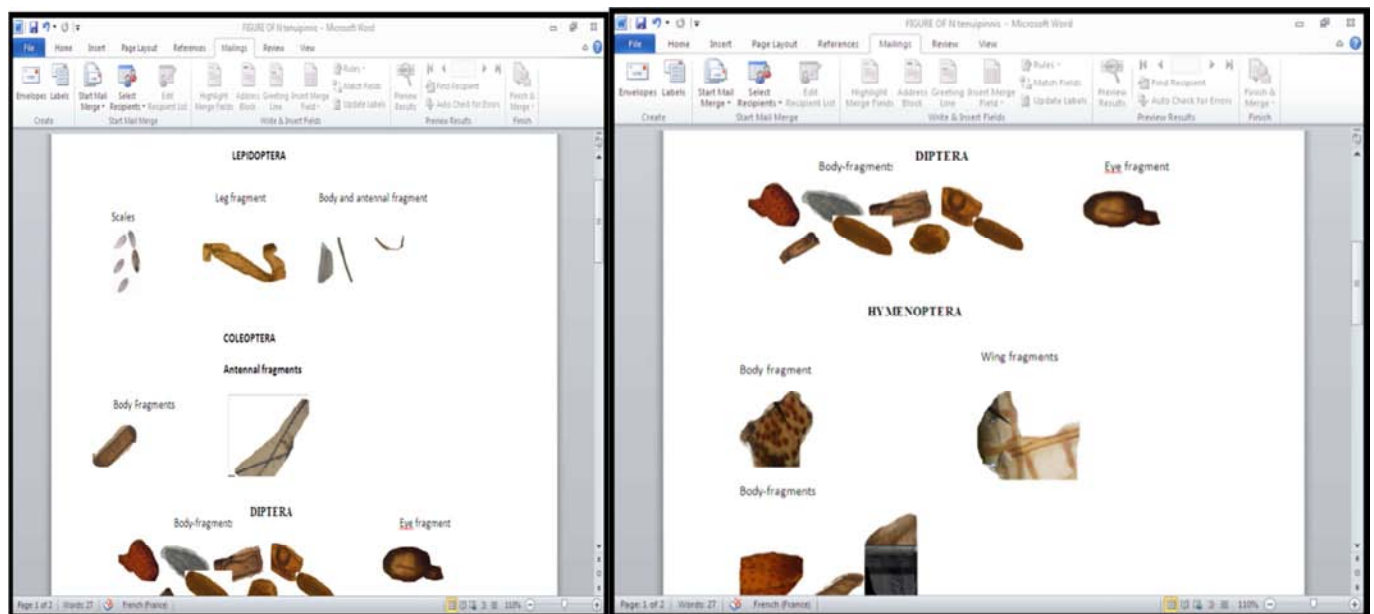 FIGURE OF N tenuipinnis - Microsoft Word
File Home Insert Page Layout References Mailings Review View
Envelopes Labels Start Mail Merge Select Recipients Edit Recipient List Highlight Merge Fields Address Block Greeting Line Insert Merge Field Rules Match Fields Update Labels Preview Results Find Recipient Auto Check for Errors Finish & Merge
Create Start Mail Merge Write & Insert Fields Preview Results Finish
LEPIDOPTERA
Leg fragment Body and antennal fragment
Scales
COLEOPTERA
Antennal fragments
Body Fragments
DIPTERA
Body-fragment: Eye fragment
Page: 1 of 2 Words: 27 French (France) 110%
FIGURE OF N tenuipinnis - Microsoft Word
File Home Insert Page Layout References Mailings Review View
Envelopes Labels Start Mail Merge Select Recipients Edit Recipient List Highlight Merge Fields Address Block Greeting Line Insert Merge Field Rules Match Fields Update Labels Preview Results Find Recipient Auto Check for Errors Finish & Merge
Create Start Mail Merge Write & Insert Fields Preview Results Finish
DIPTERA
Body-fragment: Eye fragment
HYMENOPTERA
Wing fragments
Body fragment
Body-fragments
Page: 1 of 2 Words: 27 French (France) 110%